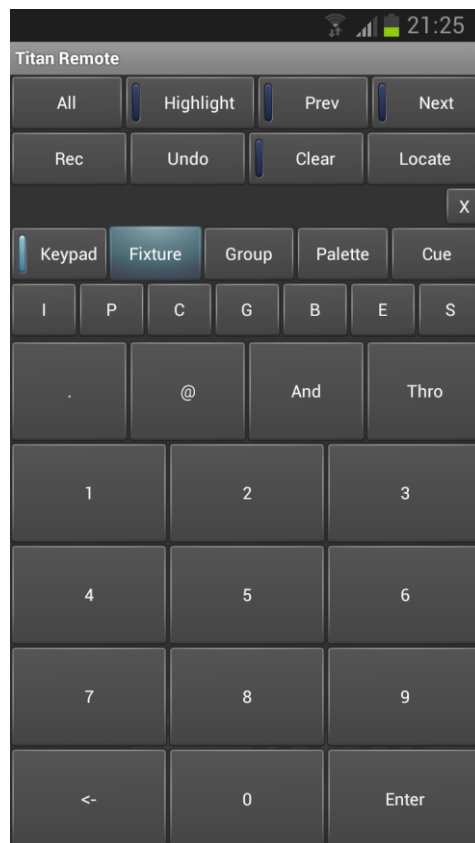 21:25
Titan Remote
All Highlight Prev Next
Rec Undo Clear Locate
X
Keypad Fixture Group Palette Cue
I P C G B E S
. @ And Thro
1 2 3
4 5 6
7 8 9
<- 0 Enter